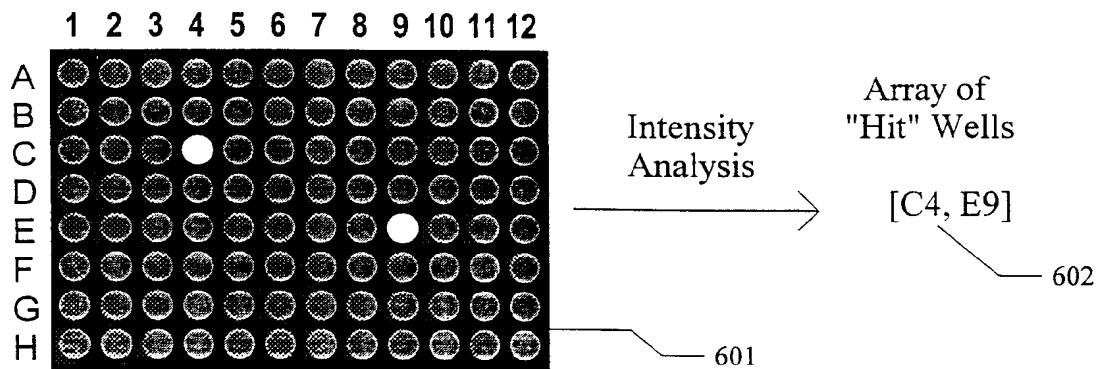 1 2 3 4 5 6 7 8 9 10 11 12
A
B
C
D
E
F
G
H
Intensity
Analysis
Array of
"Hit" Wells
[C4, E9]
602
601